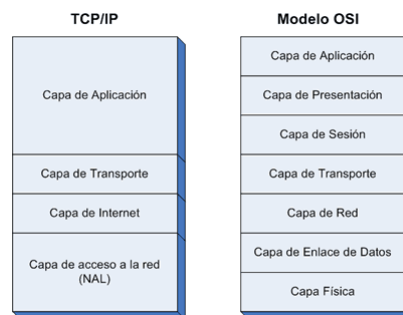 TCP/IP
Capa de Aplicación
Capa de Transporte
Capa de Internet
Capa de acceso a la red
(NAL)
Modelo OSI
Capa de Aplicación
Capa de Presentación
Capa de Sesión
Capa de Transporte
Capa de Red
Capa de Enlace de Datos
Capa Física